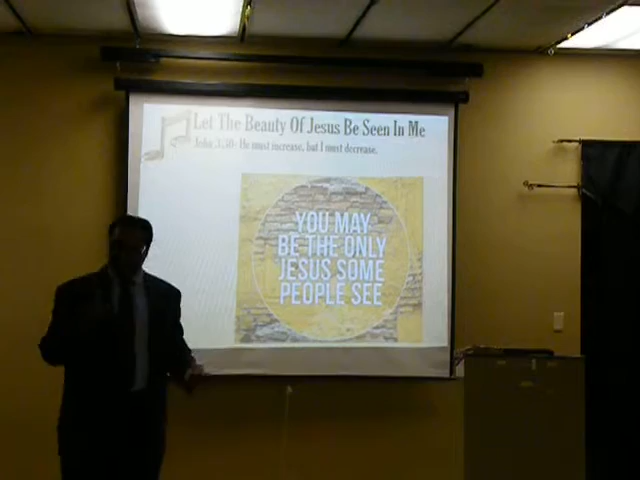 Let The Beauty Of Jesus Be Seen In Me
John 3:30- He must increase, but I must decrease.
YOU MAY
BE THE ONLY
JESUS SOME
PEOPLE SEE